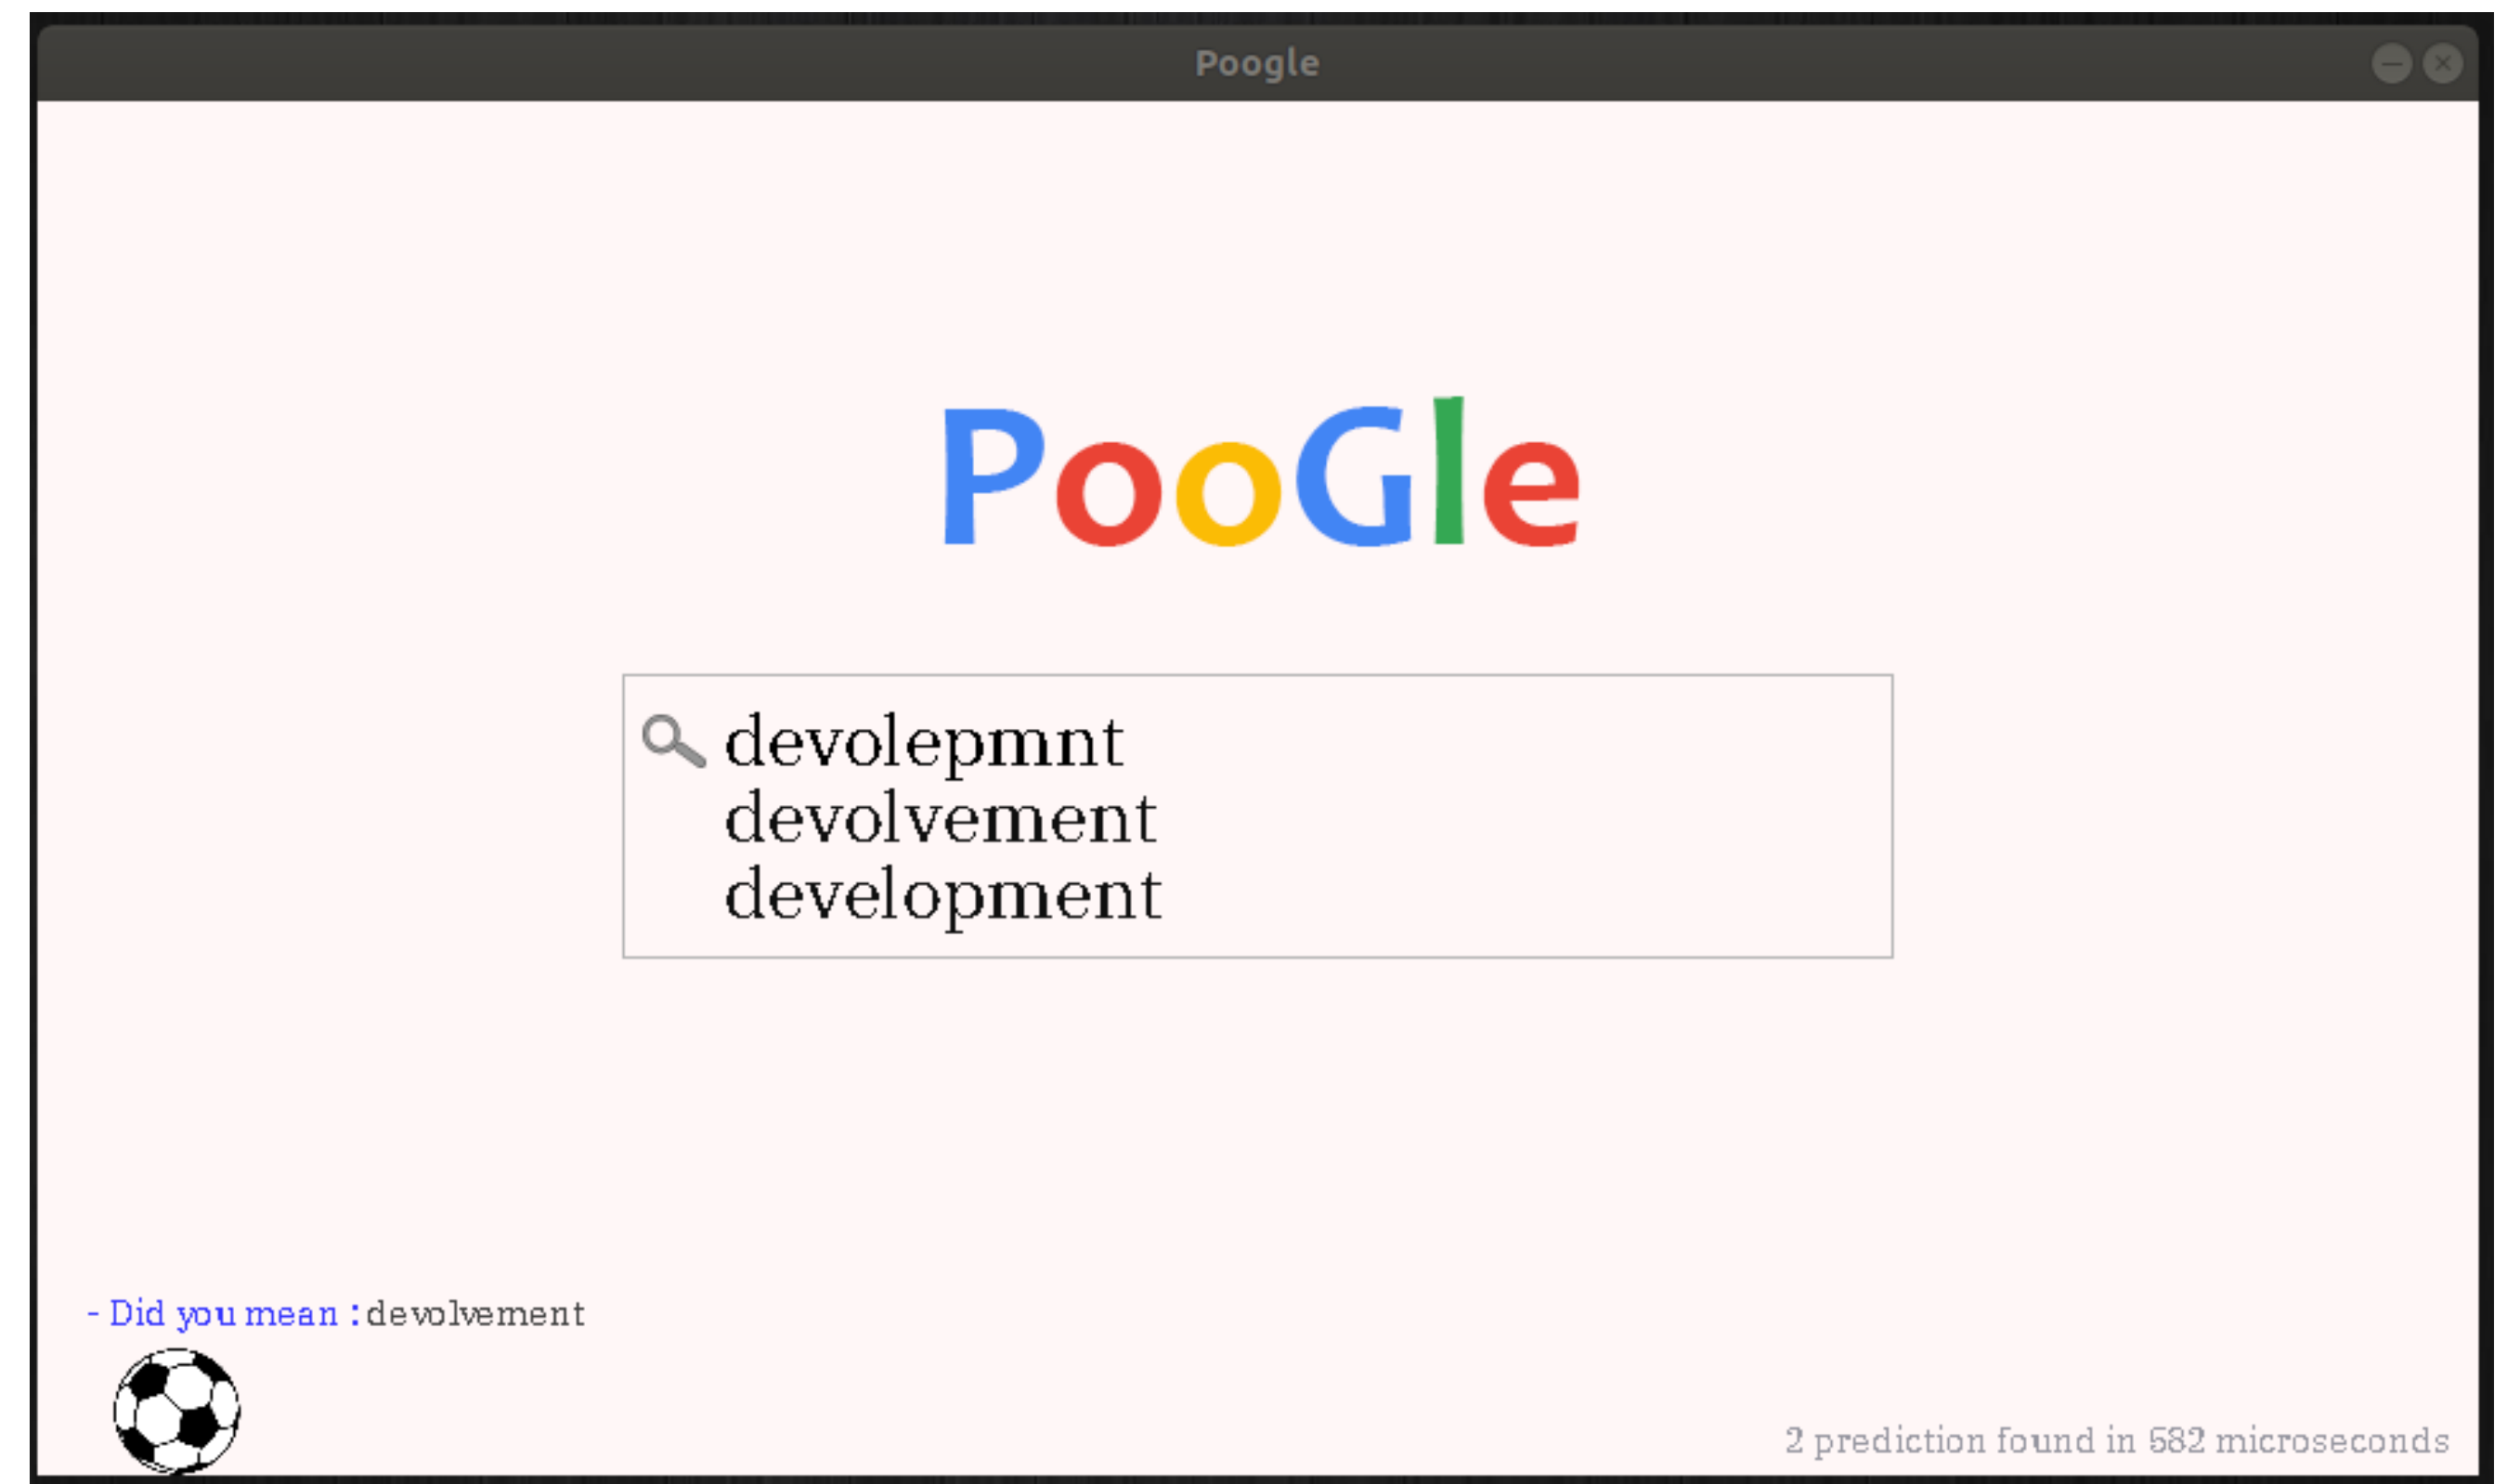 Poogle
PooGle
devolepmnt
devolvement
development
- Did you mean :devolvement
2 prediction found in 582 microseconds